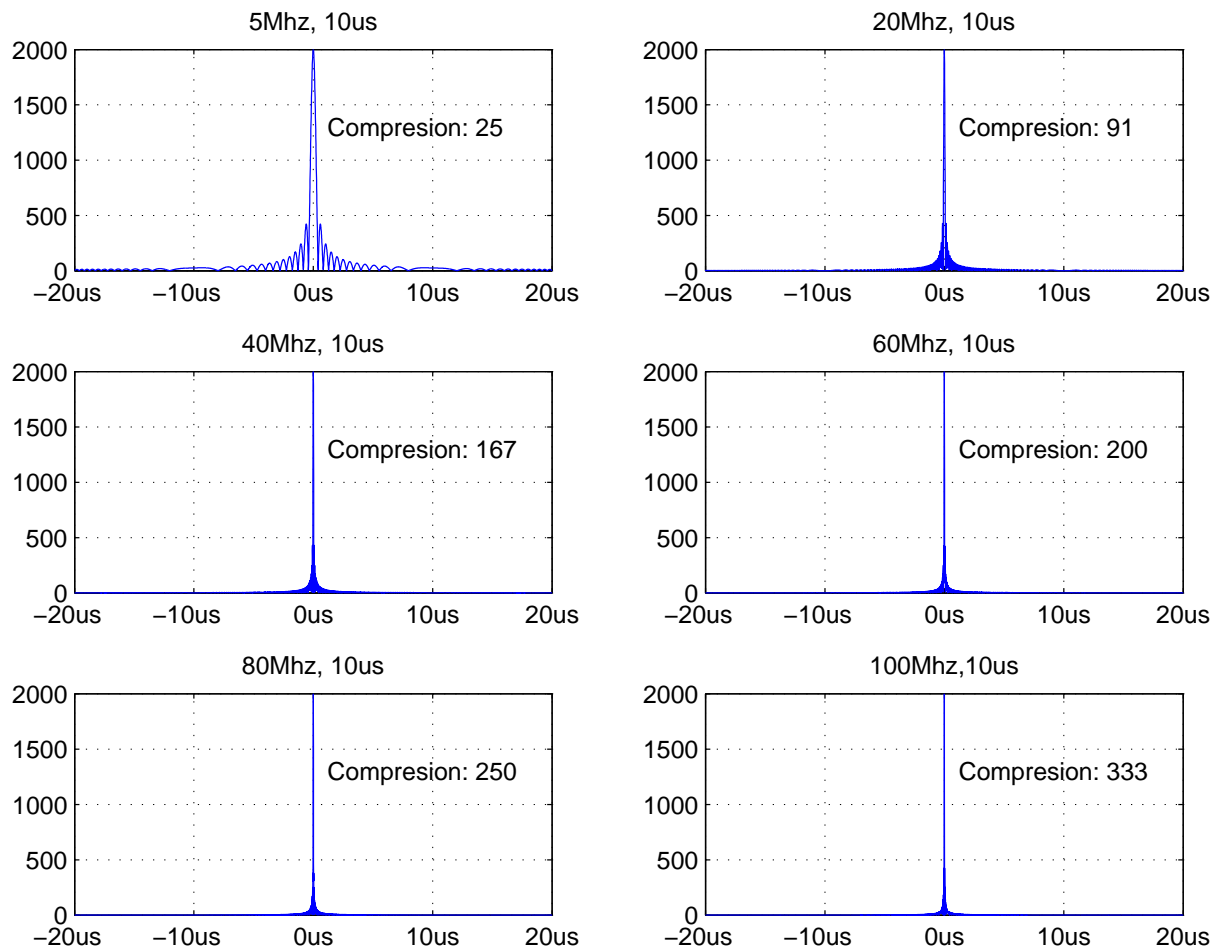 5Mhz, 10us
2000
1500
1000
500
0
Compresion: 25
−20us −10us 0us 10us 20us
20Mhz, 10us
2000
1500
1000
500
0
Compresion: 91
−20us −10us 0us 10us 20us
40Mhz, 10us
2000
1500
1000
500
0
Compresion: 167
−20us −10us 0us 10us 20us
60Mhz, 10us
2000
1500
1000
500
0
Compresion: 200
−20us −10us 0us 10us 20us
80Mhz, 10us
2000
1500
1000
500
0
Compresion: 250
−20us −10us 0us 10us 20us
100Mhz,10us
2000
1500
1000
500
0
Compresion: 333
−20us −10us 0us 10us 20us